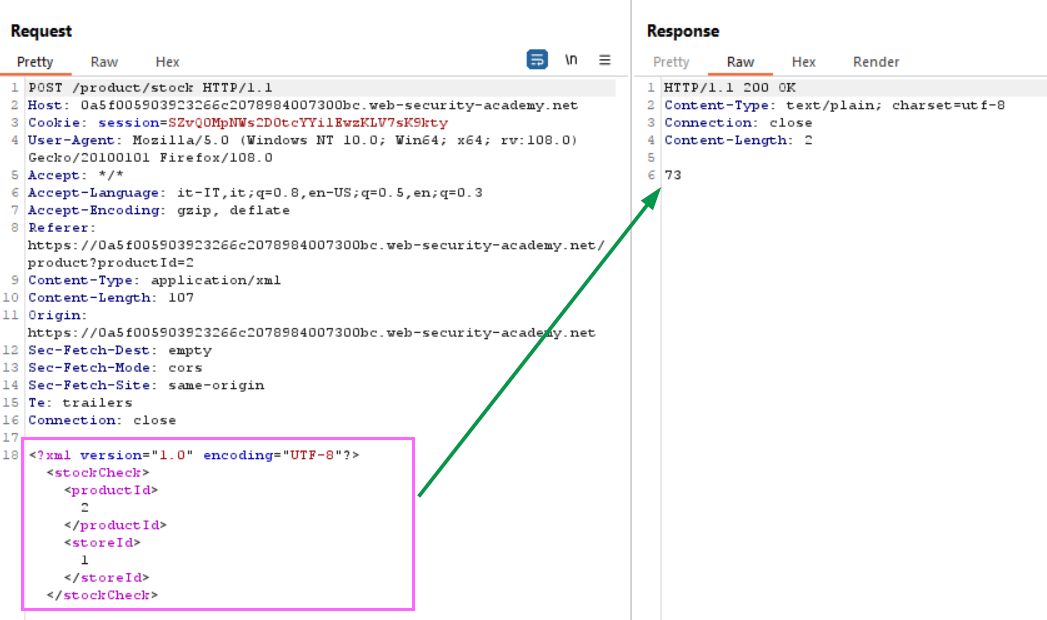 Request
Pretty Raw Hex \n
1 POST /product/stock HTTP/1.1
2 Host: 0a5f005903923266c2078984007300bc.web-security-academy.net
3 Cookie: session=SZvQ0MpNWs2D0tcYYilEwzKLV7sK9kty
4 User-Agent: Mozilla/5.0 (Windows NT 10.0; Win64; x64; rv:108.0)
Gecko/20100101 Firefox/108.0
5 Accept: */*
6 Accept-Language: it-IT,it;q=0.8,en-US;q=0.5,en;q=0.3
7 Accept-Encoding: gzip, deflate
8 Referer:
https://0a5f005903923266c2078984007300bc.web-security-academy.net/
product?productId=2
9 Content-Type: application/xml
10 Content-Length: 107
11 Origin:
https://0a5f005903923266c2078984007300bc.web-security-academy.net
12 Sec-Fetch-Dest: empty
13 Sec-Fetch-Mode: cors
14 Sec-Fetch-Site: same-origin
15 Te: trailers
16 Connection: close
17
18 <?xml version="1.0" encoding="UTF-8"?>
<stockCheck>
<productId>
2
</productId>
<storeId>
1
</storeId>
</stockCheck>
Response
Pretty Raw Hex Render
1 HTTP/1.1 200 OK
2 Content-Type: text/plain; charset=utf-8
3 Connection: close
4 Content-Length: 2
5
6 73